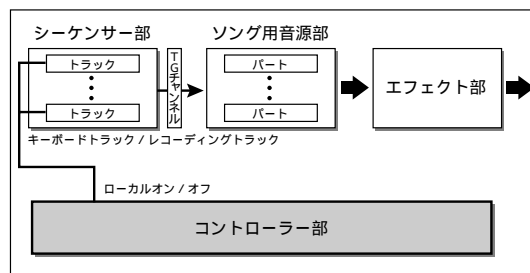 シーケンサー部
ソング用音源部
トラック
TGチャンネル
パート
エフェクト部
トラック
パート
キーボードトラック / レコーディングトラック
ローカルオン / オフ
コントローラー部